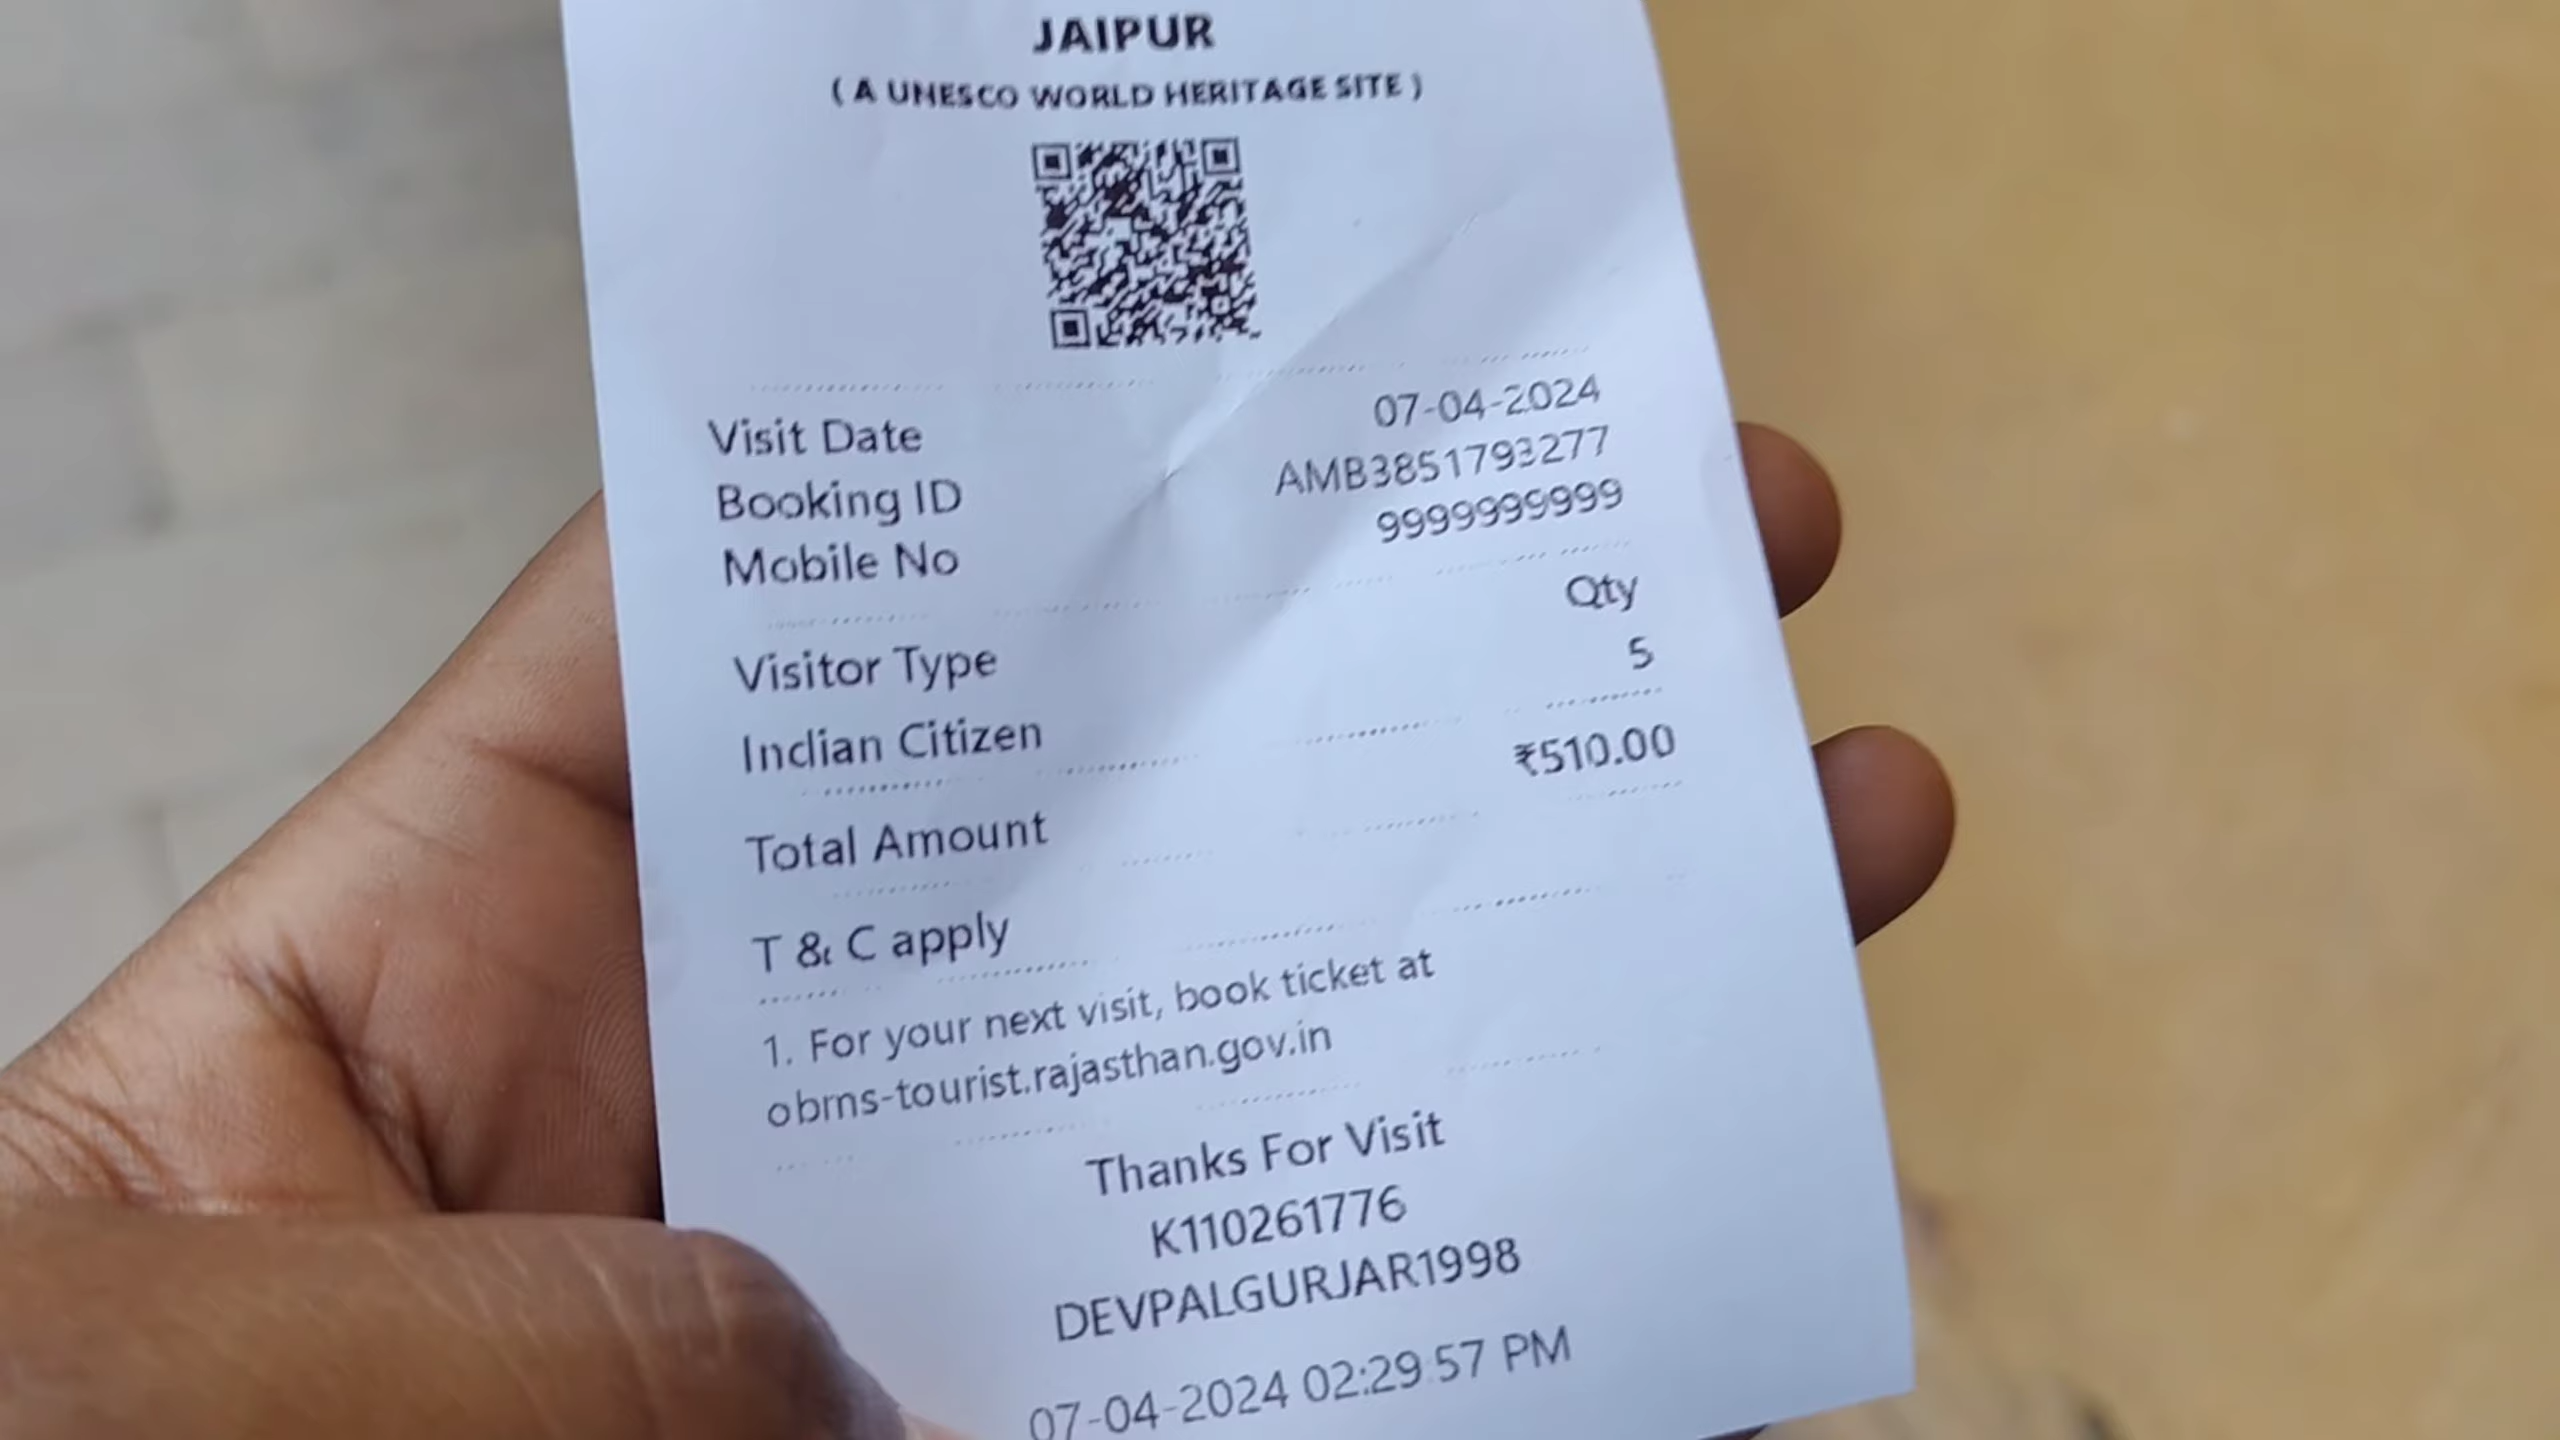 JAIPUR
( A UNESCO WORLD HERITAGE SITE )
Visit Date 07-04-2024
Booking ID AMB3851793277
Mobile No 9999999999
Visitor Type Qty
Indian Citizen 5
Total Amount ₹510.00
T & C apply
1. For your next visit, book ticket at
obms-tourist.rajasthan.gov.in
Thanks For Visit
K110261776
DEVPALGURJAR1998
07-04-2024 02:29:57 PM